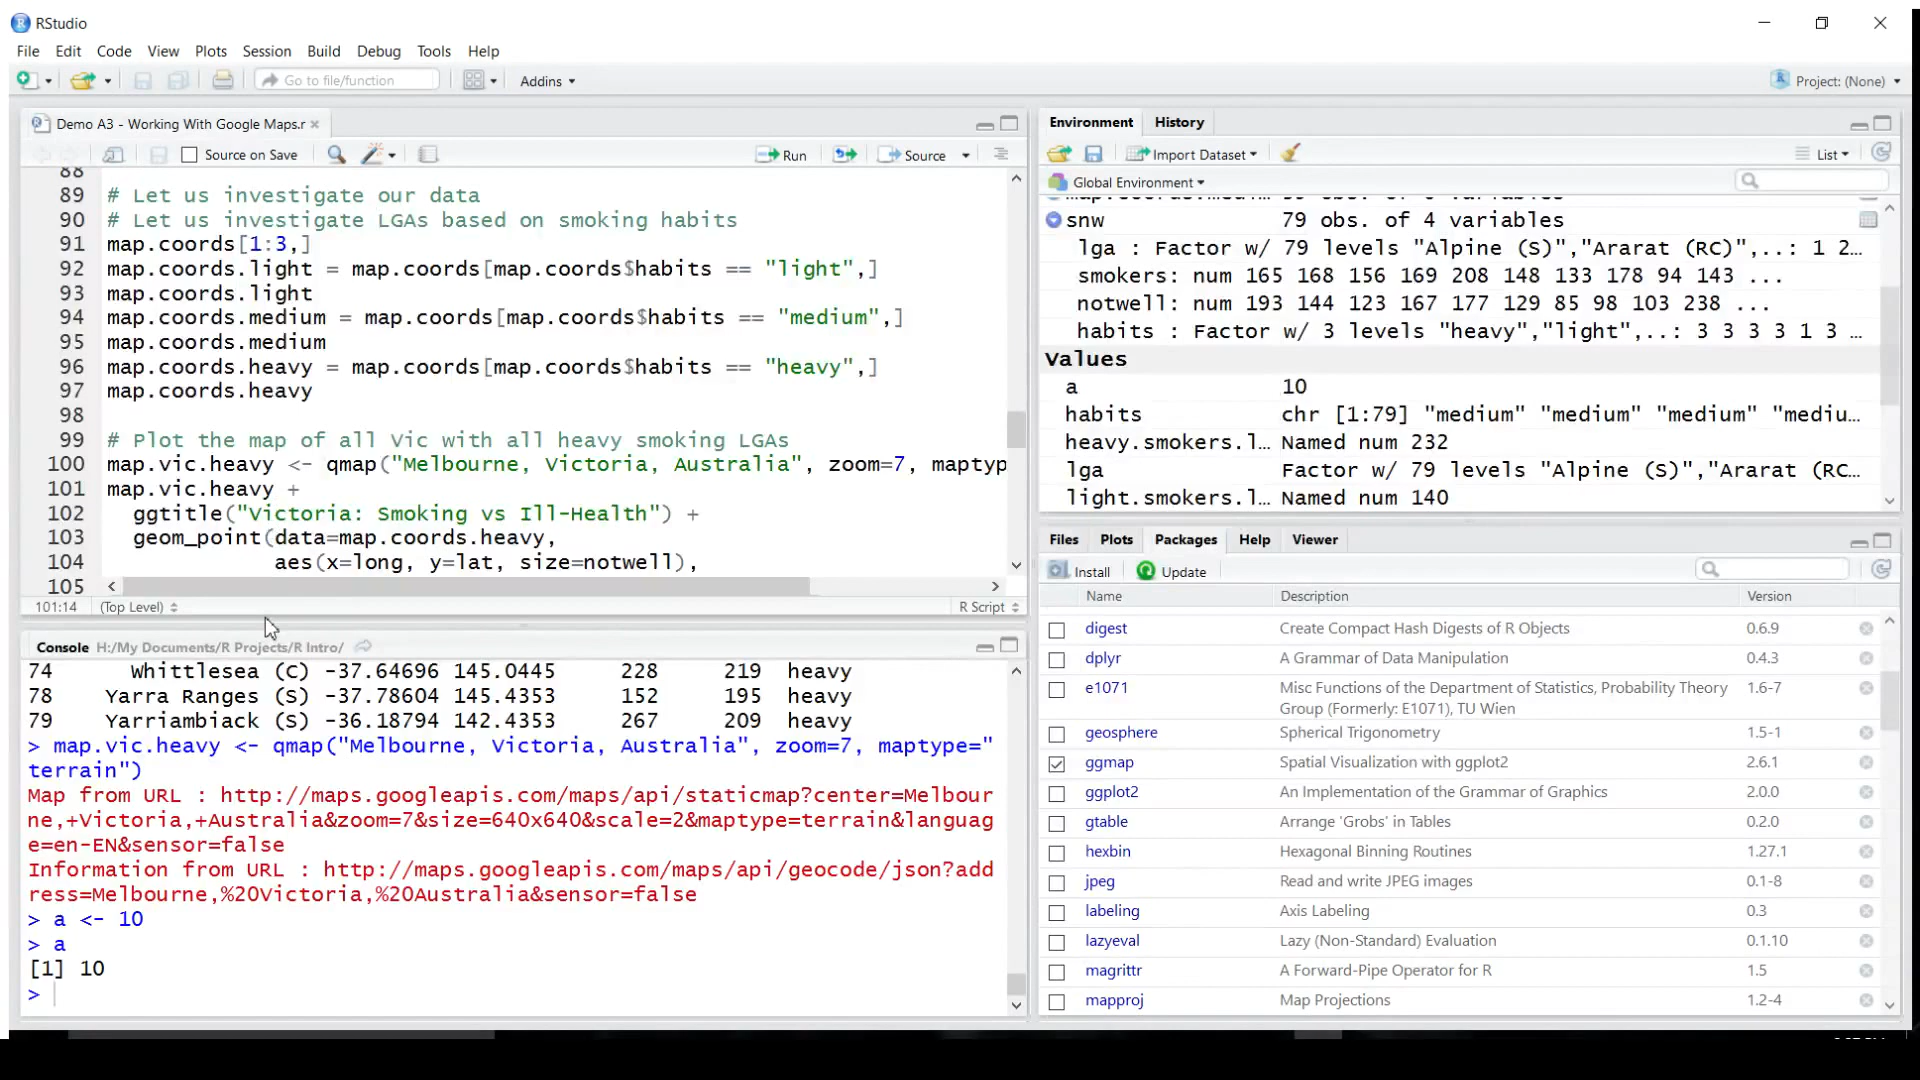 RStudio
File Edit Code View Plots Session Build Debug Tools Help
Go to file/function Addins Project: (None)
Demo A3 - Working With Google Maps.r
Source on Save Run Source
88
89 # Let us investigate our data
90 # Let us investigate LGAs based on smoking habits
91 map.coords[1:3,]
92 map.coords.light = map.coords[map.coords$habits == "light",]
93 map.coords.light
94 map.coords.medium = map.coords[map.coords$habits == "medium",]
95 map.coords.medium
96 map.coords.heavy = map.coords[map.coords$habits == "heavy",]
97 map.coords.heavy
98
99 # Plot the map of all Vic with all heavy smoking LGAs
100 map.vic.heavy <- qmap("Melbourne, Victoria, Australia", zoom=7, maptyp
101 map.vic.heavy +
102 ggtitle("Victoria: Smoking vs Ill-Health") +
103 geom_point(data=map.coords.heavy,
104 aes(x=long, y=lat, size=notwell),
105
101:14 (Top Level) R Script
Console H:/My Documents/R Projects/R Intro/
74 Whittlesea (C) -37.64696 145.0445 228 219 heavy
78 Yarra Ranges (S) -37.78604 145.4353 152 195 heavy
79 Yarriambiack (S) -36.18794 142.4353 267 209 heavy
> map.vic.heavy <- qmap("Melbourne, Victoria, Australia", zoom=7, maptype="
terrain")
Map from URL : http://maps.googleapis.com/maps/api/staticmap?center=Melbour
ne,+Victoria,+Australia&zoom=7&size=640x640&scale=2&maptype=terrain&languag
e=en-EN&sensor=false
Information from URL : http://maps.googleapis.com/maps/api/geocode/json?add
ress=Melbourne,%20Victoria,%20Australia&sensor=false
> a <- 10
> a
[1] 10
>
Environment History
Import Dataset List
Global Environment
snw 79 obs. of 4 variables
lga : Factor w/ 79 levels "Alpine (S)","Ararat (RC)",..: 1 2...
smokers: num 165 168 156 169 208 148 133 178 94 143 ...
notwell: num 193 144 123 167 177 129 85 98 103 238 ...
habits : Factor w/ 3 levels "heavy","light",..: 3 3 3 3 1 3 ...
Values
a 10
habits chr [1:79] "medium" "medium" "medium" "mediu...
heavy.smokers.l... Named num 232
lga Factor w/ 79 levels "Alpine (S)","Ararat (RC...
light.smokers.l... Named num 140
Files Plots Packages Help Viewer
Install Update
Name Description Version
digest Create Compact Hash Digests of R Objects 0.6.9
dplyr A Grammar of Data Manipulation 0.4.3
e1071 Misc Functions of the Department of Statistics, Probability Theory 1.6-7
Group (Formerly: E1071), TU Wien
geosphere Spherical Trigonometry 1.5-1
ggmap Spatial Visualization with ggplot2 2.6.1
ggplot2 An Implementation of the Grammar of Graphics 2.0.0
gtable Arrange 'Grobs' in Tables 0.2.0
hexbin Hexagonal Binning Routines 1.27.1
jpeg Read and write JPEG images 0.1-8
labeling Axis Labeling 0.3
lazyeval Lazy (Non-Standard) Evaluation 0.1.10
magrittr A Forward-Pipe Operator for R 1.5
mapproj Map Projections 1.2-4